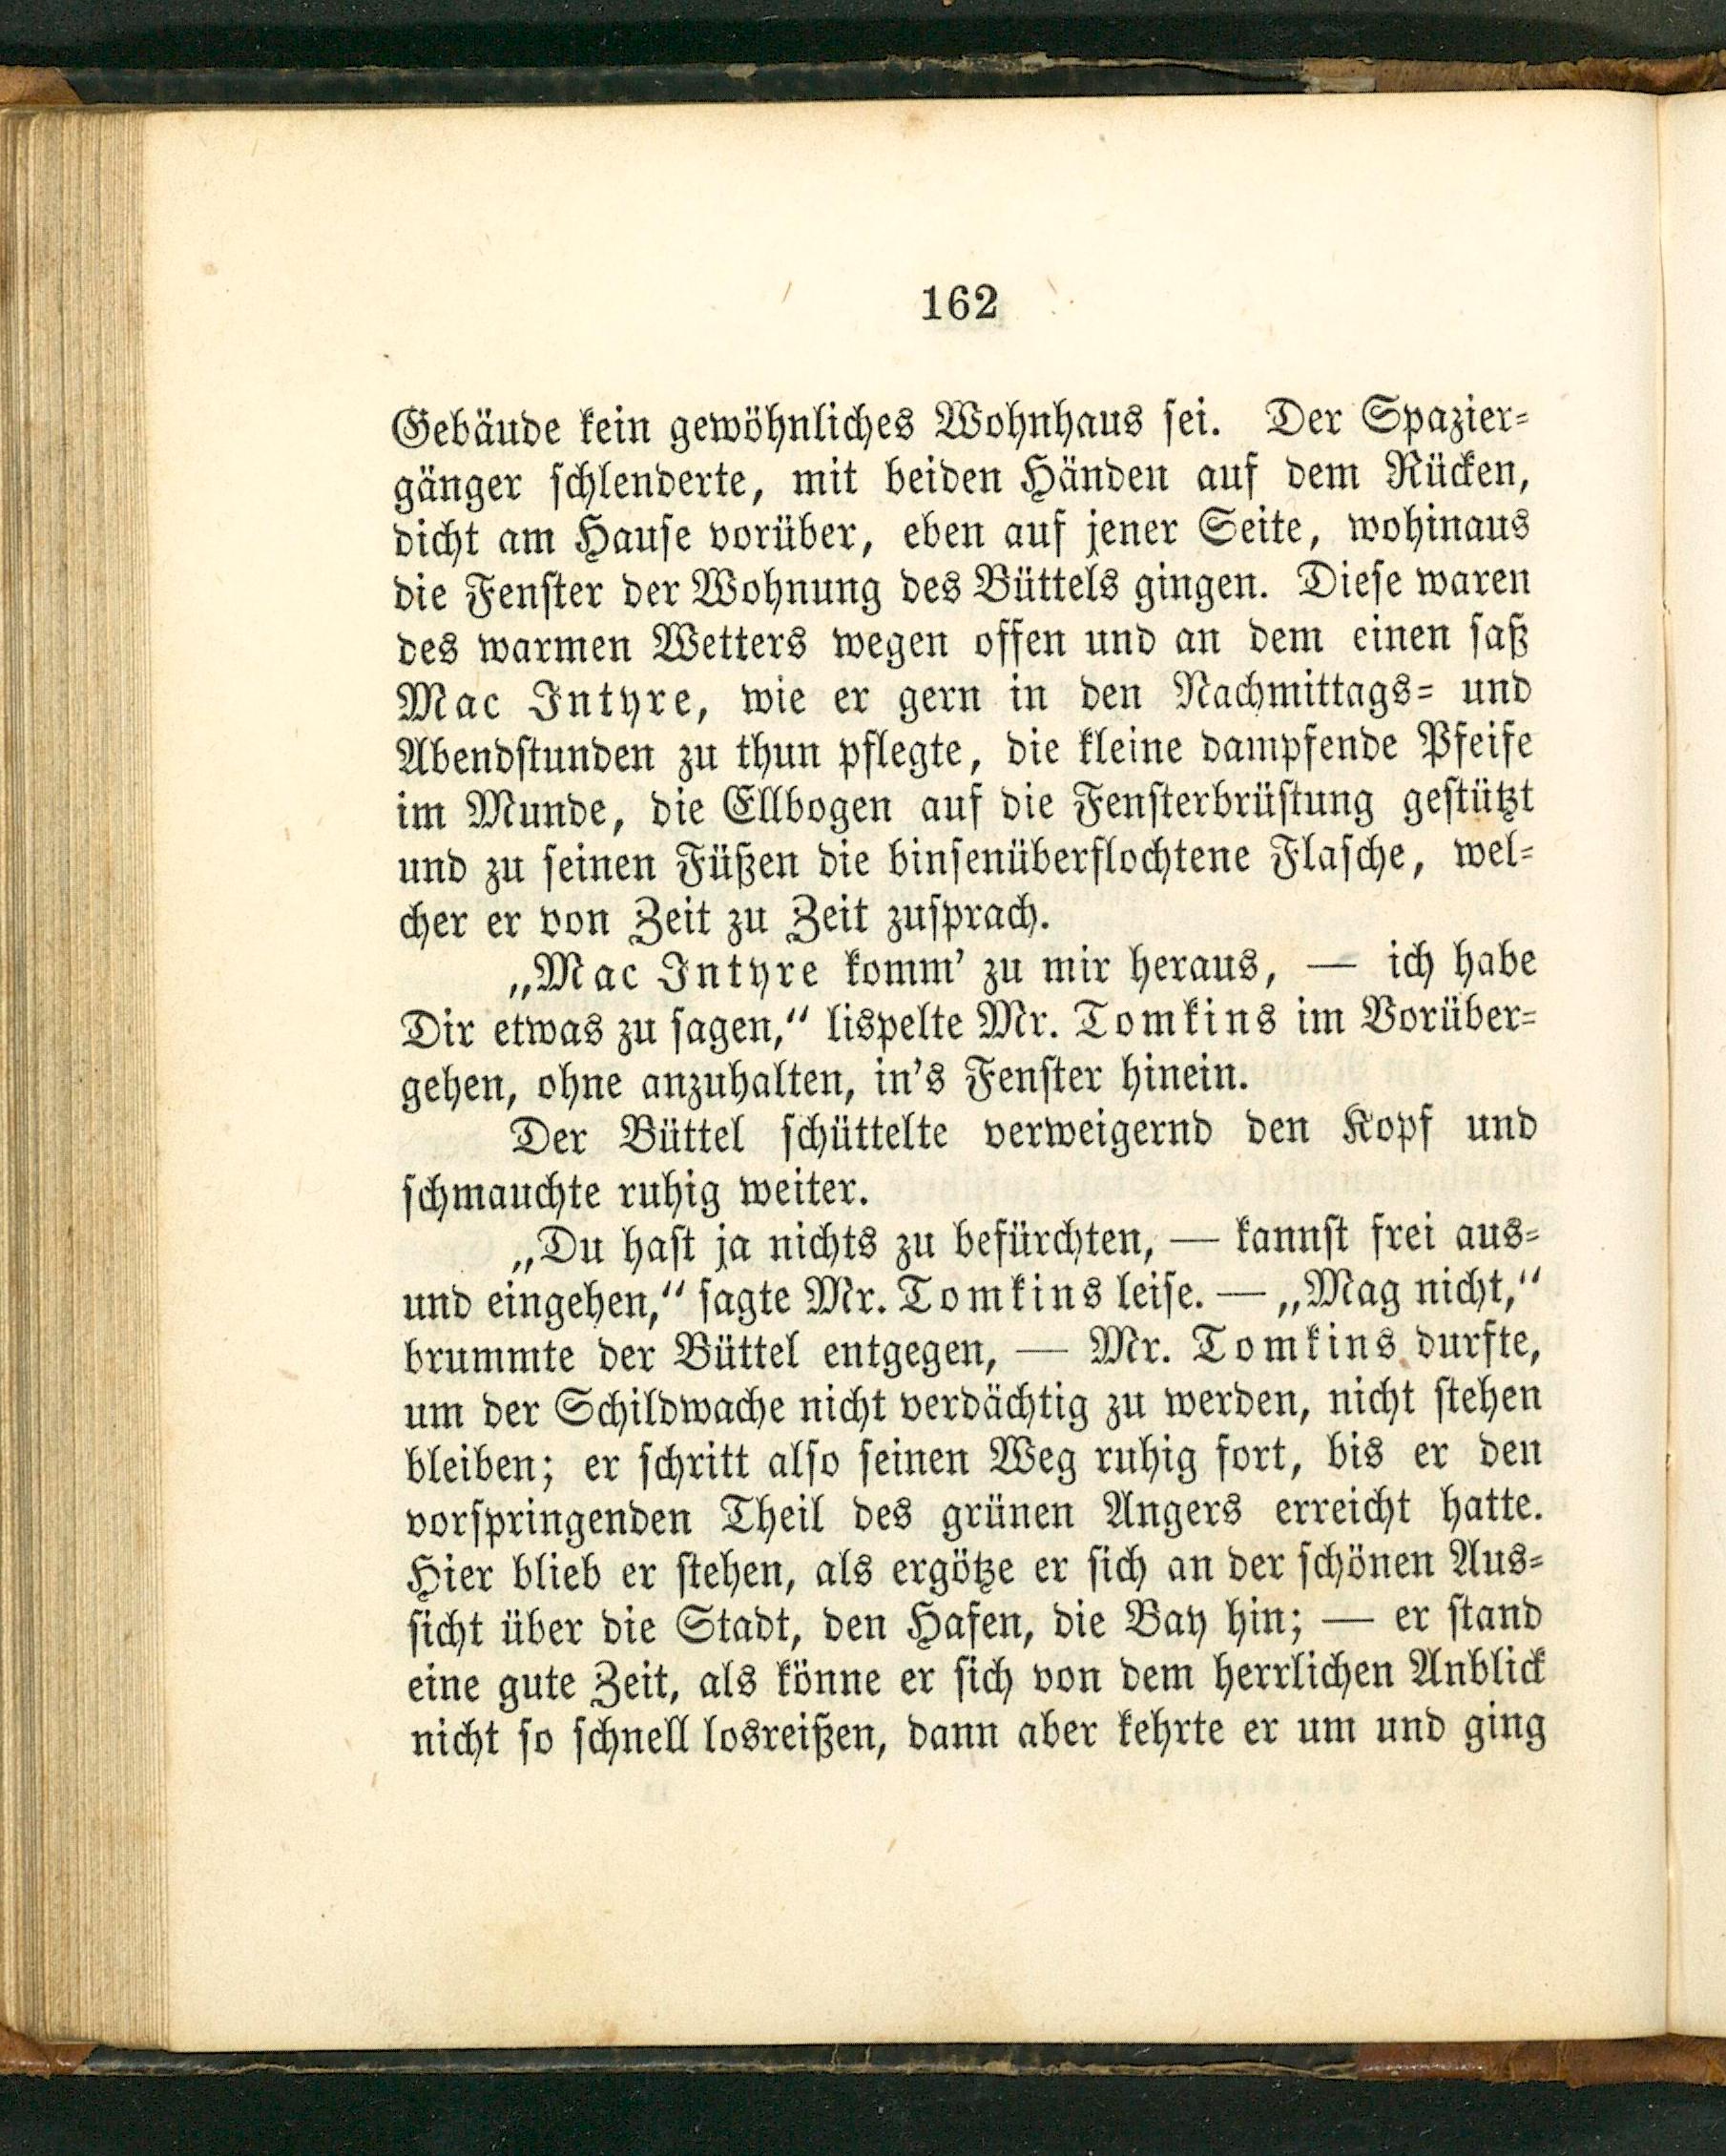 162
Gebäude kein gewöhnliches Wohnhaus sei. Der Spazier-
gänger schlenderte, mit beiden Händen auf dem Rücken,
dicht am Hause vorüber, eben auf jener Seite, wohinaus
die Fenster der Wohnung des Büttels gingen. Diese waren
des warmen Wetters wegen offen und an dem einen saß
Mac Intyre, wie er gern in den Nachmittags- und
Abendstunden zu thun pflegte, die kleine dampfende Pfeife
im Munde, die Ellbogen auf die Fensterbrüstung gestützt
und zu seinen Füßen die binsenüberflochtene Flasche, wel-
cher er von Zeit zu Zeit zusprach.
„Mac Intyre komm' zu mir heraus, — ich habe
Dir etwas zu sagen,“ lispelte Mr. Tomkins im Vorüber-
gehen, ohne anzuhalten, in's Fenster hinein.
Der Büttel schüttelte verweigernd den Kopf und
schmauchte ruhig weiter.
„Du hast ja nichts zu befürchten, — kannst frei aus-
und eingehen,“ sagte Mr. Tomkins leise. — „Mag nicht,“
brummte der Büttel entgegen, — Mr. Tomkins durfte,
um der Schildwache nicht verdächtig zu werden, nicht stehen
bleiben; er schritt also seinen Weg ruhig fort, bis er den
vorspringenden Theil des grünen Angers erreicht hatte.
Hier blieb er stehen, als ergötze er sich an der schönen Aus-
sicht über die Stadt, den Hafen, die Bay hin; — er stand
eine gute Zeit, als könne er sich von dem herrlichen Anblick
nicht so schnell losreißen, dann aber kehrte er um und ging